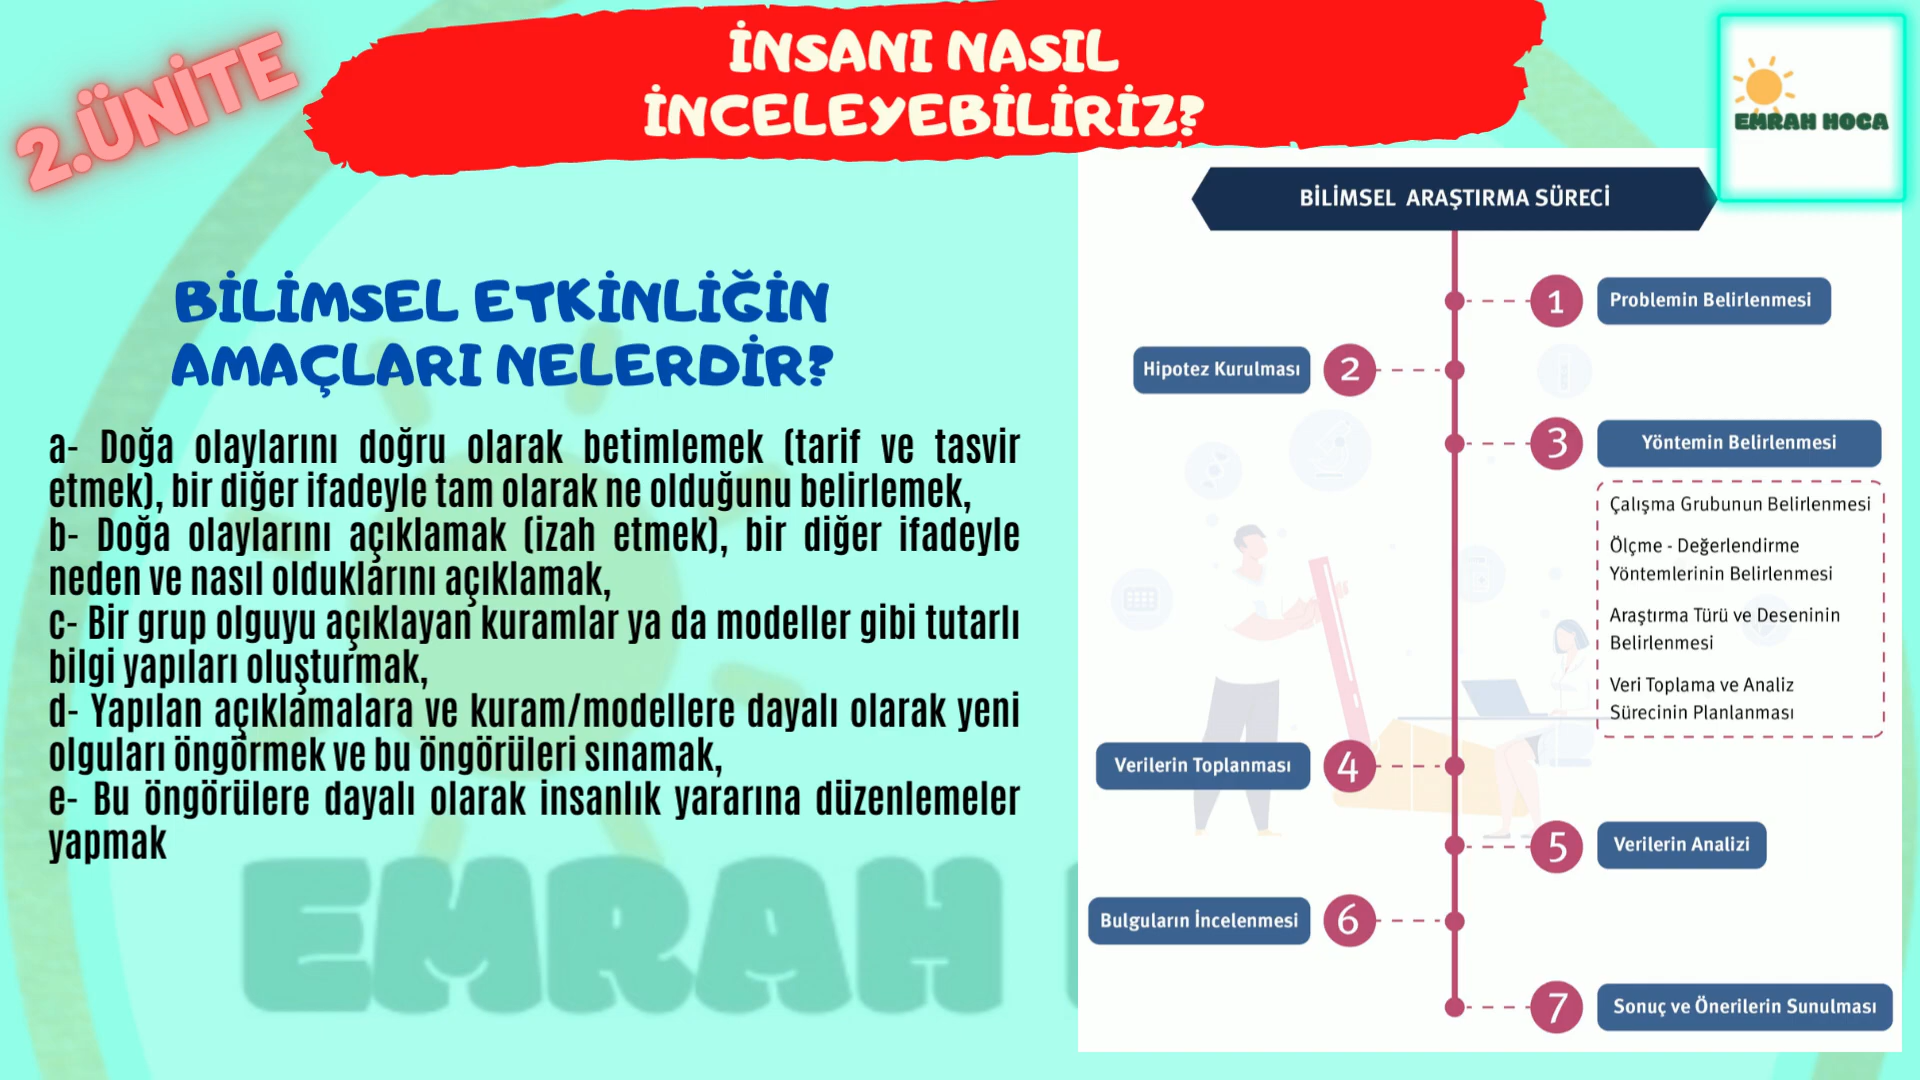 2.ÜNİTE
İNSANI NASIL
İNCELEYEBİLİRİZ?
EMRAH HOCA
BİLİMSEL ETKİNLİĞİN
AMAÇLARI NELERDİR?
a- Doğa olaylarını doğru olarak betimlemek (tarif ve tasvir
etmek), bir diğer ifadeyle tam olarak ne olduğunu belirlemek,
b- Doğa olaylarını açıklamak (izah etmek), bir diğer ifadeyle
neden ve nasıl olduklarını açıklamak,
c- Bir grup olguyu açıklayan kuramlar ya da modeller gibi tutarlı
bilgi yapıları oluşturmak,
d- Yapılan açıklamalara ve kuram/modellere dayalı olarak yeni
olguları öngörmek ve bu öngörüleri sınamak,
e- Bu öngörülere dayalı olarak insanlık yararına düzenlemeler
yapmak
EMRAH
BİLİMSEL ARAŞTIRMA SÜRECİ
1 Problemin Belirlenmesi
Hipotez Kurulması 2
3 Yöntemin Belirlenmesi
Çalışma Grubunun Belirlenmesi
Ölçme - Değerlendirme
Yöntemlerinin Belirlenmesi
Araştırma Türü ve Deseninin
Belirlenmesi
Veri Toplama ve Analiz
Sürecinin Planlanması
Verilerin Toplanması 4
5 Verilerin Analizi
Bulguların İncelenmesi 6
7 Sonuç ve Önerilerin Sunulması